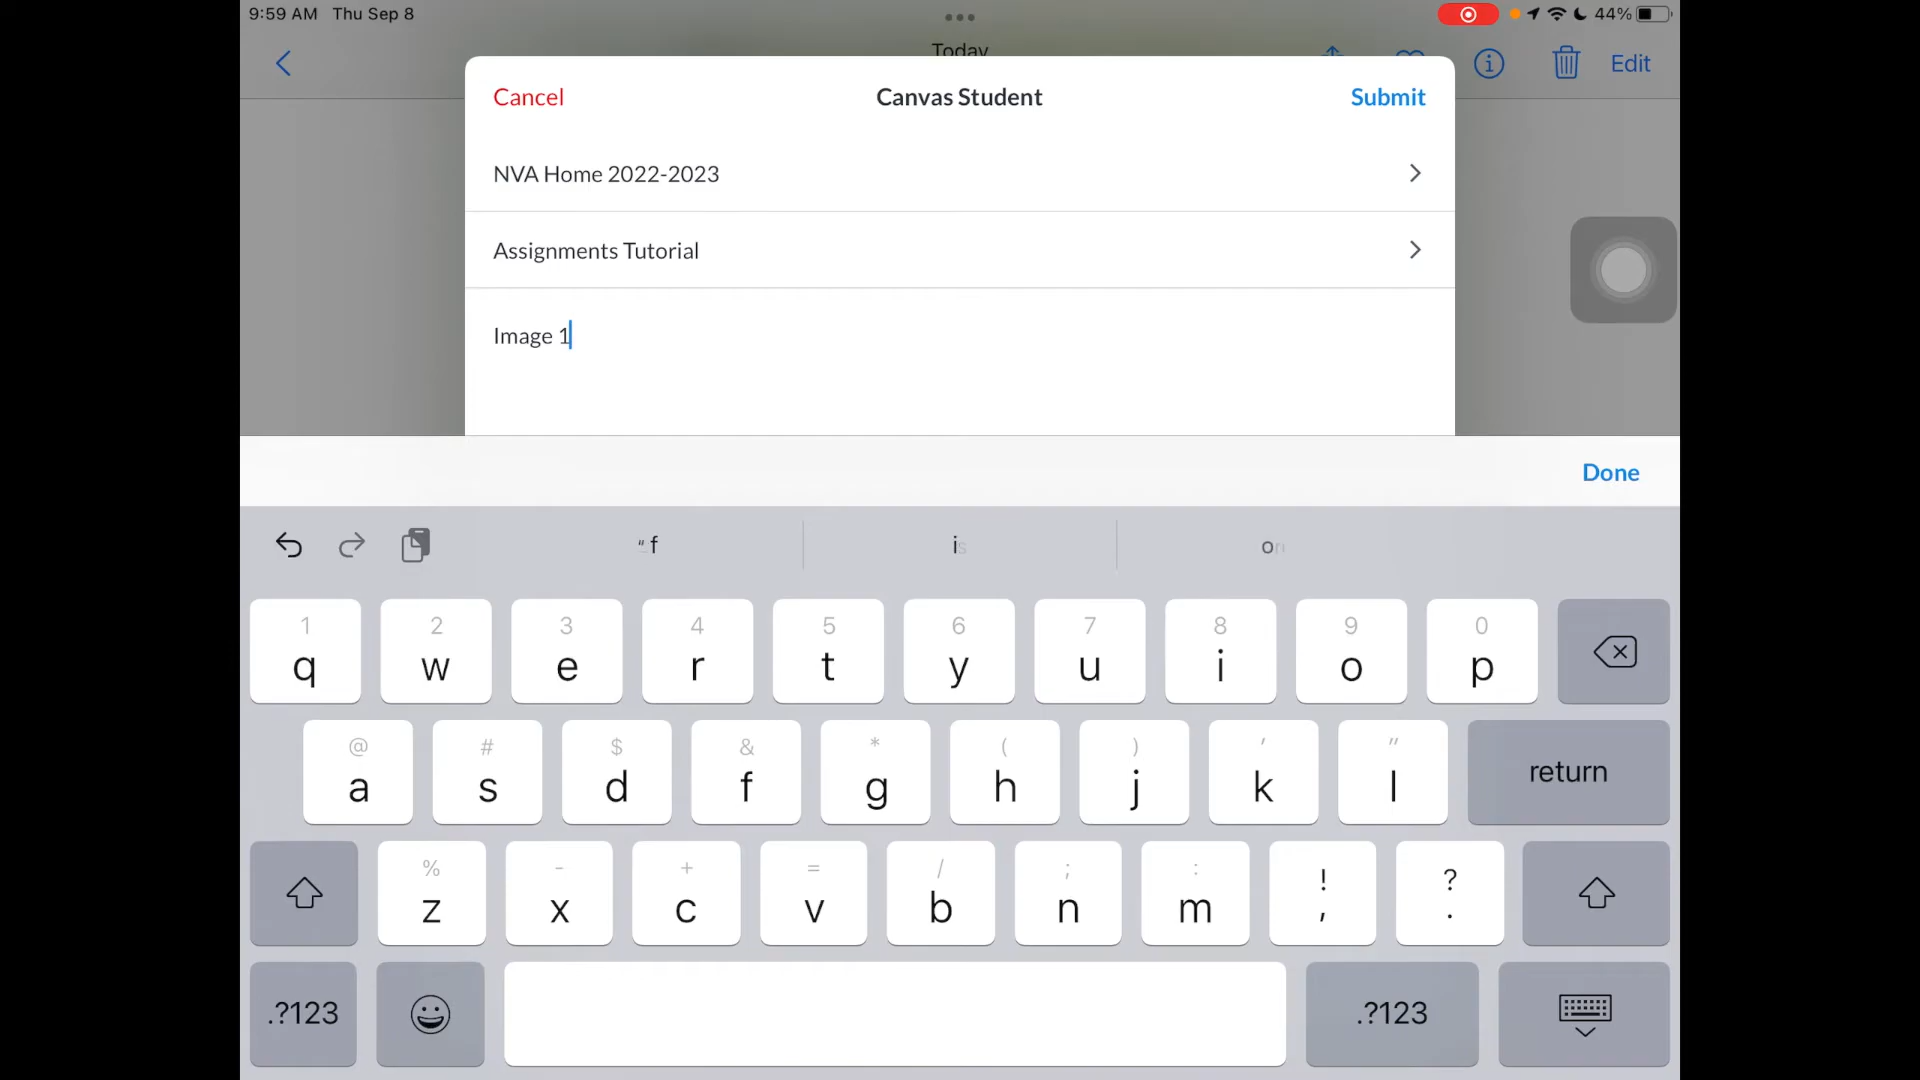 9:59 AM Thu Sep 8
44%
Today
Edit
Cancel
Canvas Student
Submit
NVA Home 2022-2023
Assignments Tutorial
Image 1
Done
1 2 3 4 5 6 7 8 9 0
q w e r t y u i o p
@ # $ & * ( ) ' "
a s d f g h j k l return
% - + = / ; : ! ?
z x c v b n m , .
.?123 .?123